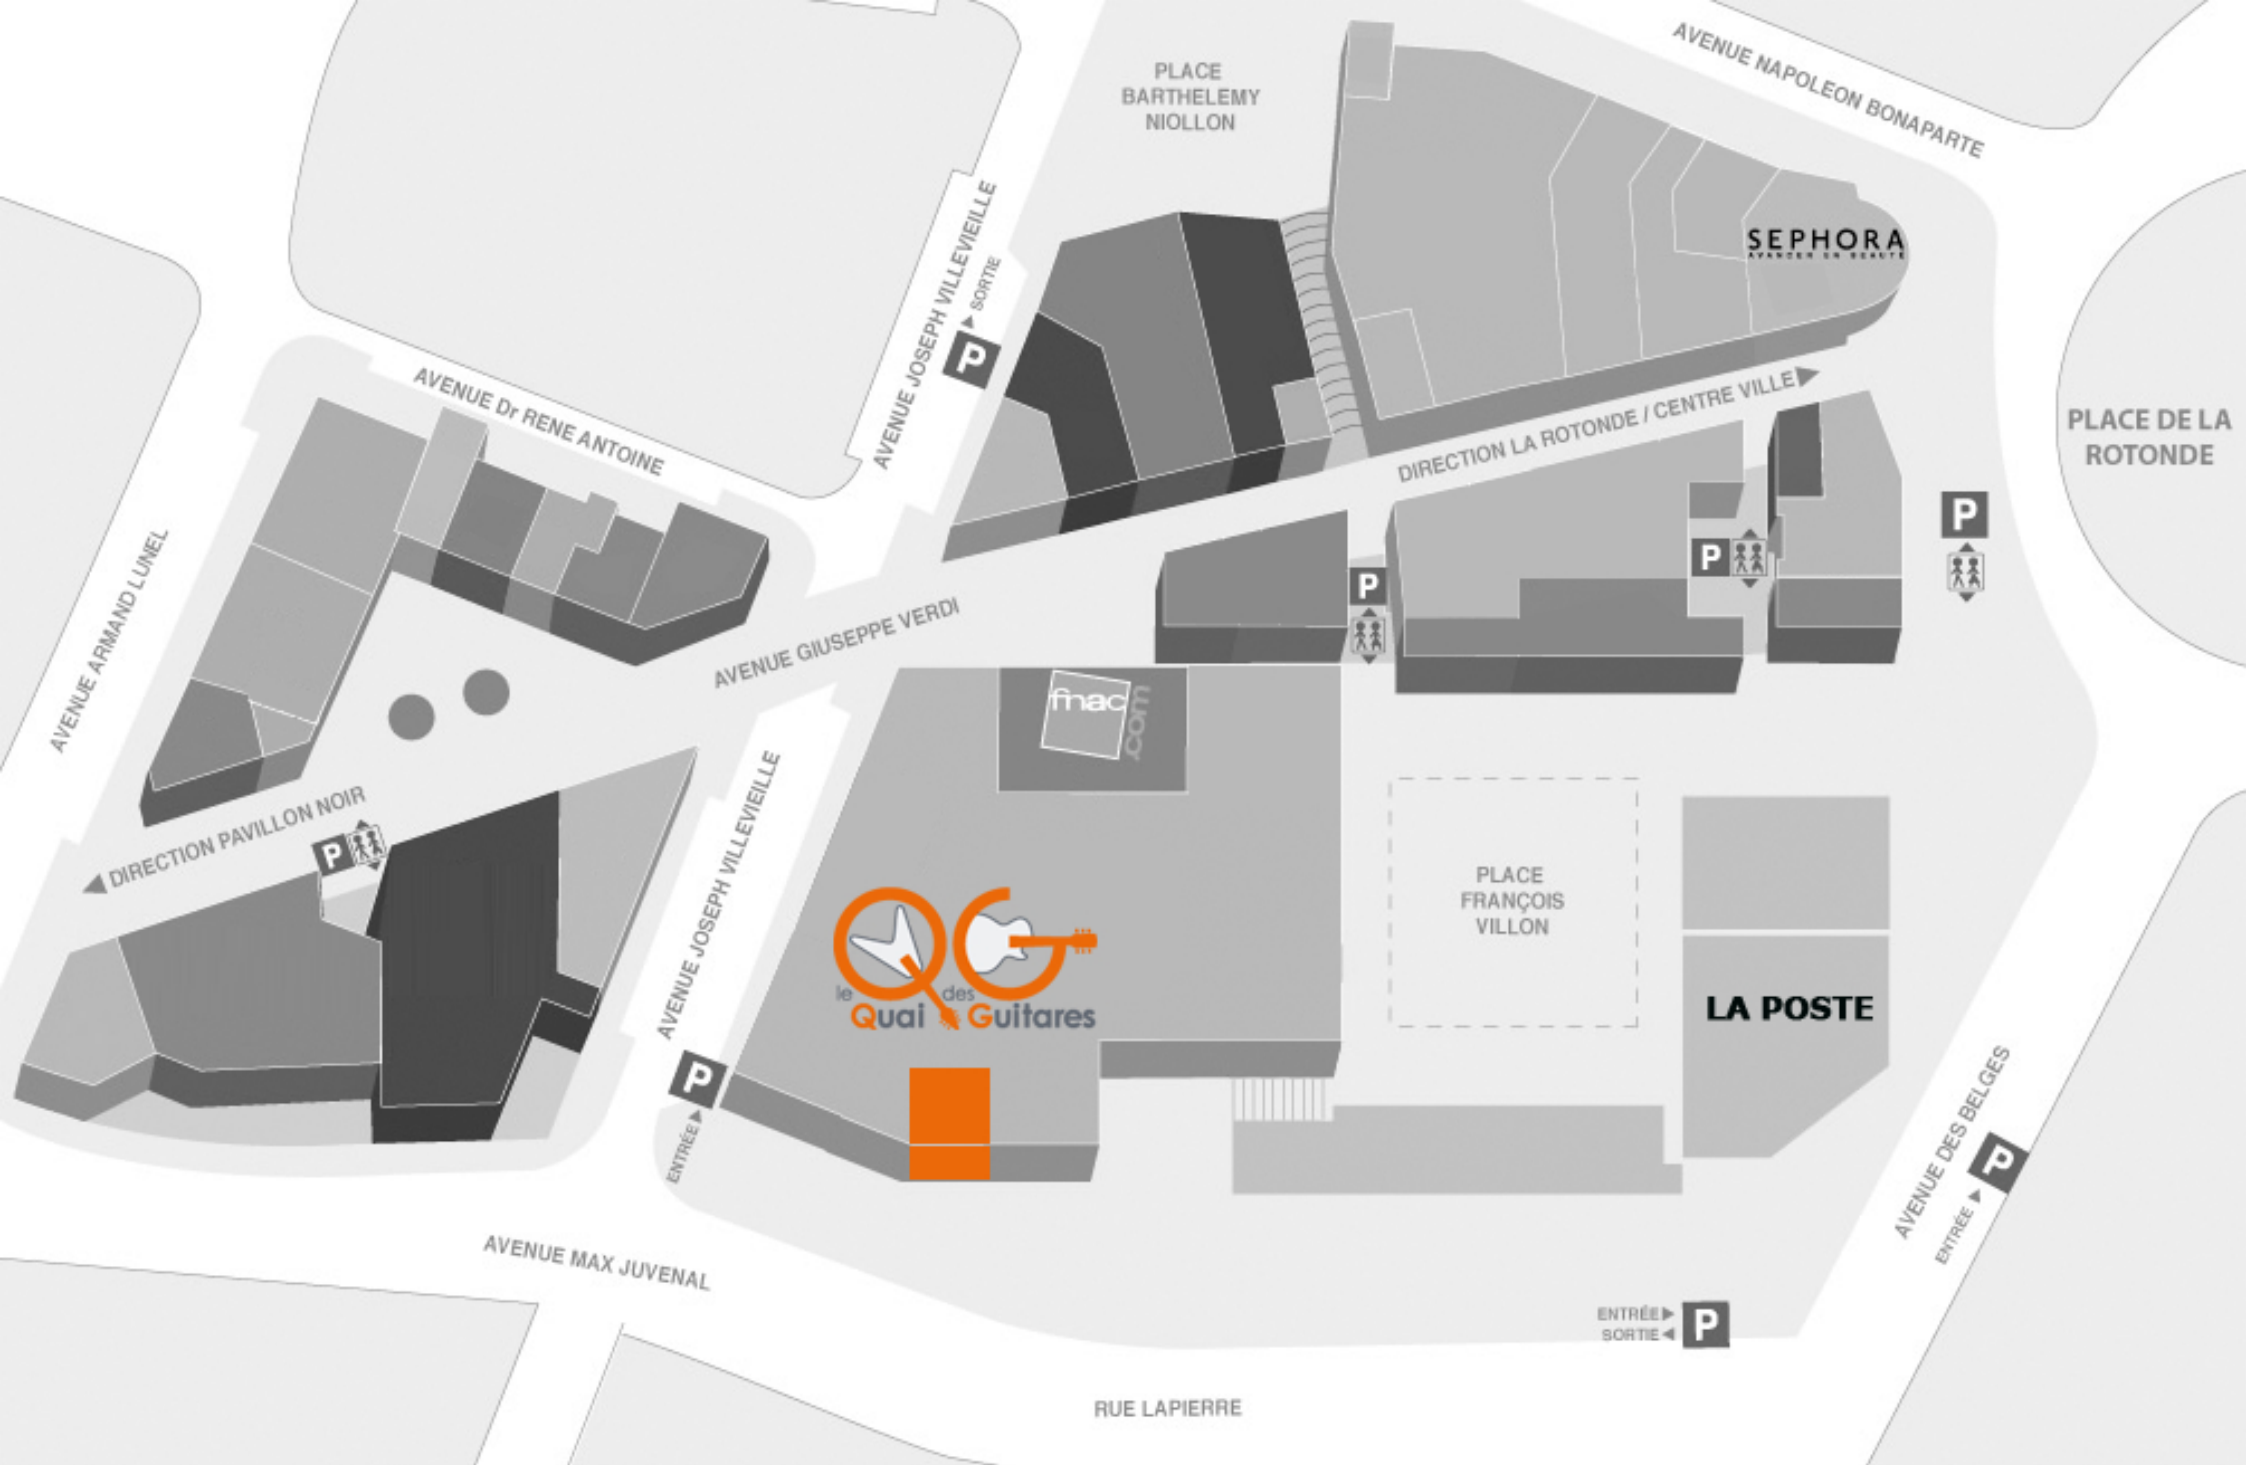 AVENUE NAPOLEON BONAPARTE
PLACE
BARTHELEMY
NIOLLON
AVENUE JOSEPH VILLEVIEILLE
SORTIE
P
SEPHORA
AVANCER EN BEAUTÉ
DIRECTION LA ROTONDE / CENTRE VILLE
PLACE DE LA
ROTONDE
AVENUE Dr RENE ANTOINE
AVENUE ARMAND LUNEL
P
P
P
AVENUE GIUSEPPE VERDI
fnac
.com
DIRECTION PAVILLON NOIR
P
AVENUE JOSEPH VILLEVIEILLE
PLACE
FRANÇOIS
VILLON
le
des
Quai Guitares
LA POSTE
P
ENTRÉE
AVENUE DES BELGES
P
ENTRÉE
AVENUE MAX JUVENAL
ENTRÉE
SORTIE
P
RUE LAPIERRE